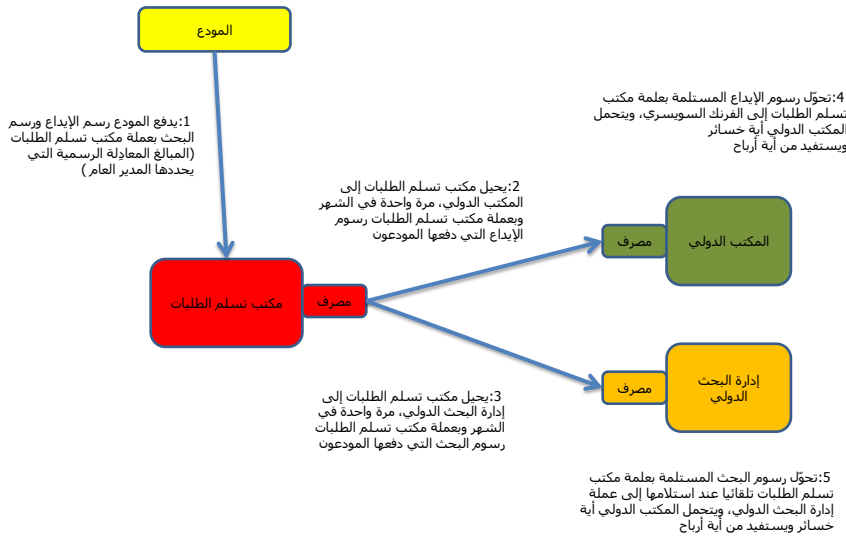 المودع
1:يدفع المودع رسم الإيداع ورسم
البحث بعملة مكتب تسلم الطلبات
(المبالغ المعادِلة الرسمية التي
يحددها المدير العام )
4:تحوّل رسوم الإيداع المستلمة بعلمة مكتب
تسلم الطلبات إلى الفرنك السويسري، ويتحمل
المكتب الدولي أية خسائر
ويستفيد من أية أرباح
2:يحيل مكتب تسلم الطلبات إلى
المكتب الدولي، مرة واحدة في الشهر
وبعملة مكتب تسلم الطلبات رسوم
الإيداع التي دفعها المودعون
المكتب الدولي
مصرف
مكتب تسلم الطلبات
مصرف
إدارة البحث
الدولي
مصرف
3:يحيل مكتب تسلم الطلبات إلى
إدارة البحث الدولي، مرة واحدة في
الشهر وبعملة مكتب تسلم الطلبات
رسوم البحث التي دفعها المودعون
5:تحوّل رسوم البحث المستلمة بعلمة مكتب
تسلم الطلبات تلقائيا عند استلامها إلى عملة
إدارة البحث الدولي، ويتحمل المكتب الدولي أية
خسائر ويستفيد من أية أرباح